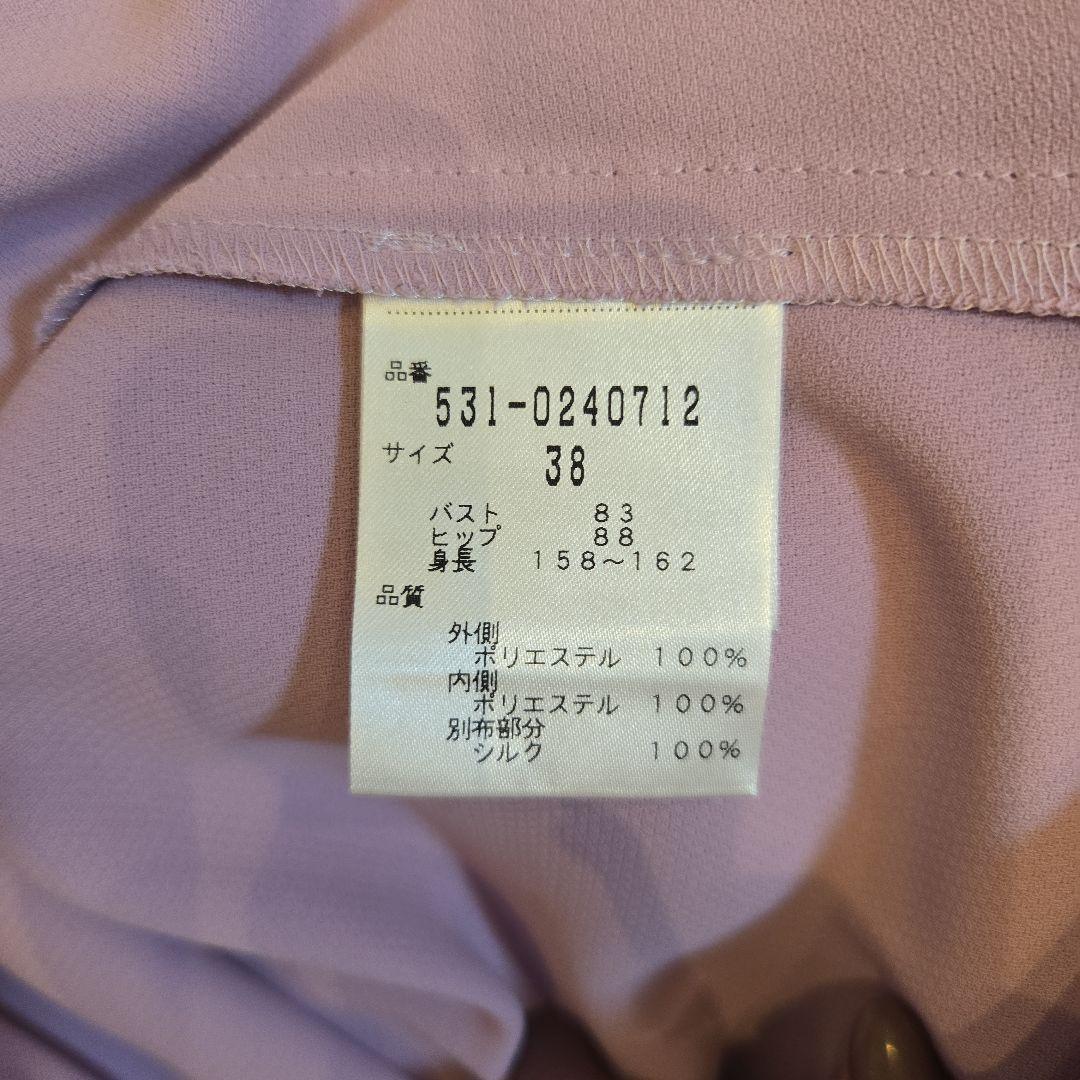 品番
531-0240712
サイズ 38
バスト 83
ヒップ 88
身長 158～162
品質
外側
ポリエステル 100%
内側
ポリエステル 100%
別布部分
シルク 100%